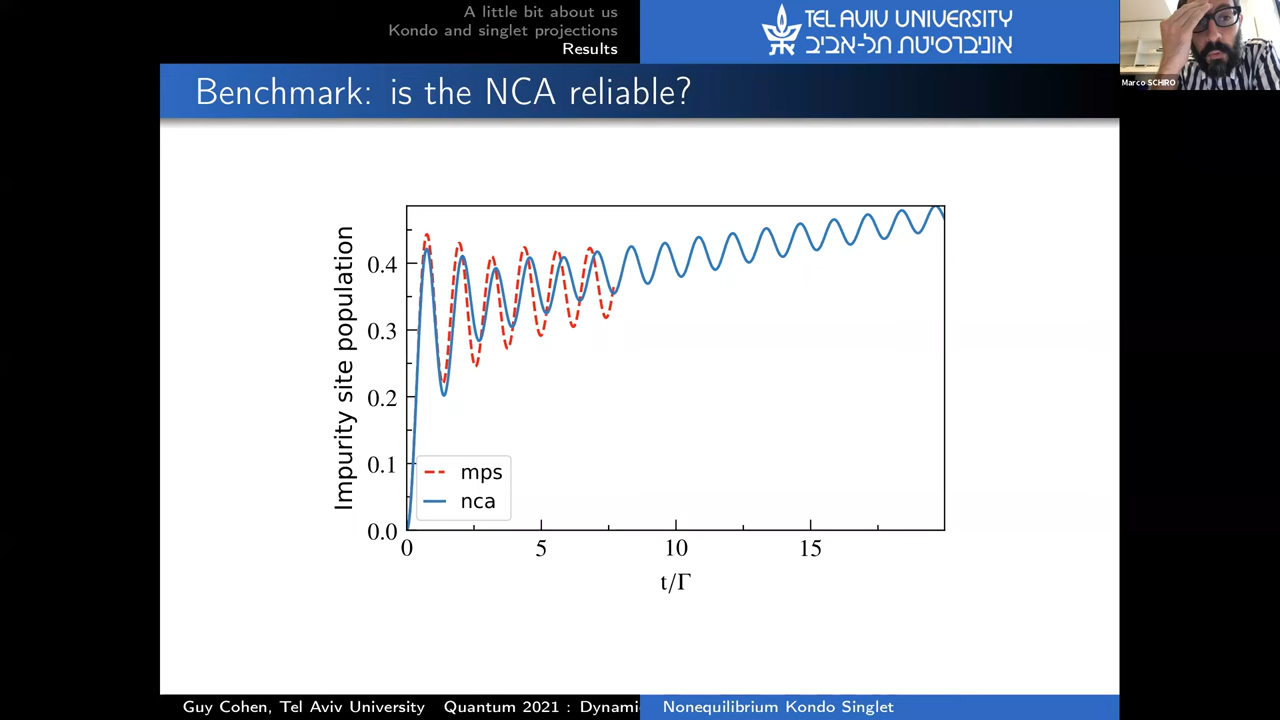 A little bit about us
Kondo and singlet projections
Results
TEL AVIV UNIVERSITY
אוניברסיטת תל-אביב
Marco SCHIRO
Benchmark: is the NCA reliable?
Impurity site population
0.4
0.3
0.2
0.1
0.0
mps
nca
0
5
10
15
t/Γ
Guy Cohen, Tel Aviv University Quantum 2021 : Dynami
Nonequilibrium Kondo Singlet